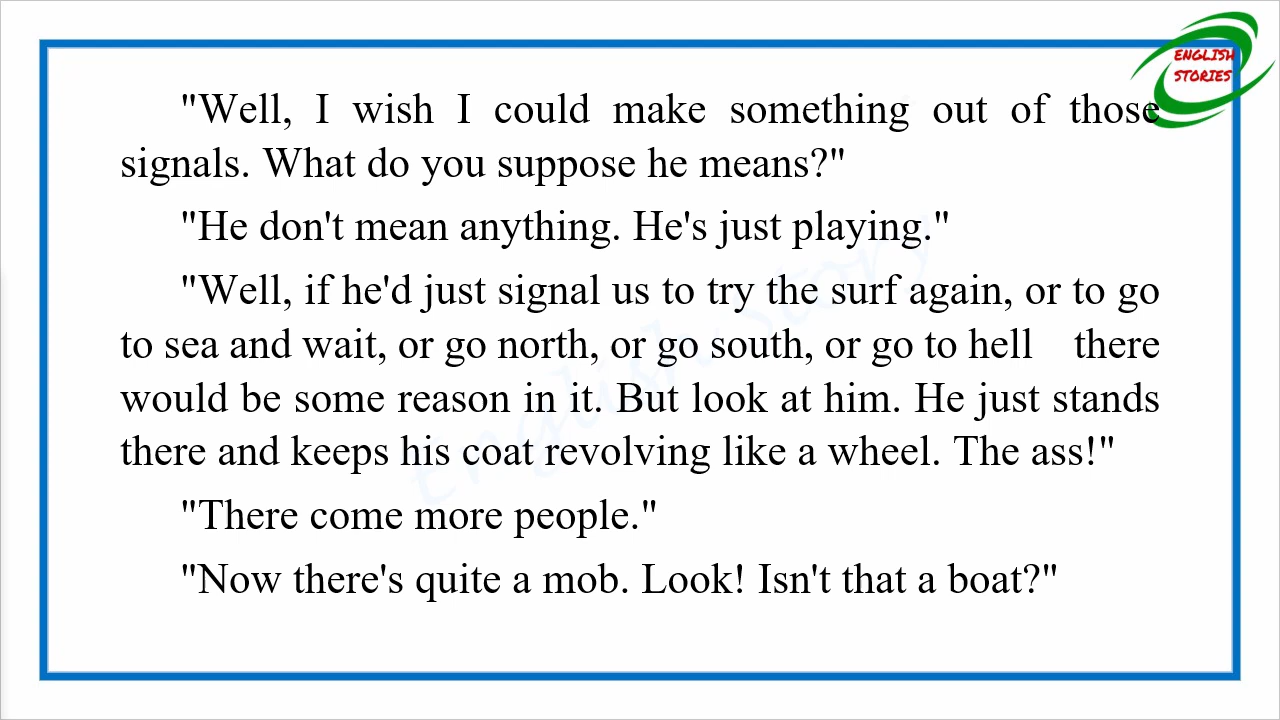 ENGLISH
STORIES
"Well, I wish I could make something out of those
signals. What do you suppose he means?"
"He don't mean anything. He's just playing."
"Well, if he'd just signal us to try the surf again, or to go
to sea and wait, or go north, or go south, or go to hell there
would be some reason in it. But look at him. He just stands
there and keeps his coat revolving like a wheel. The ass!"
"There come more people."
"Now there's quite a mob. Look! Isn't that a boat?"
English Story